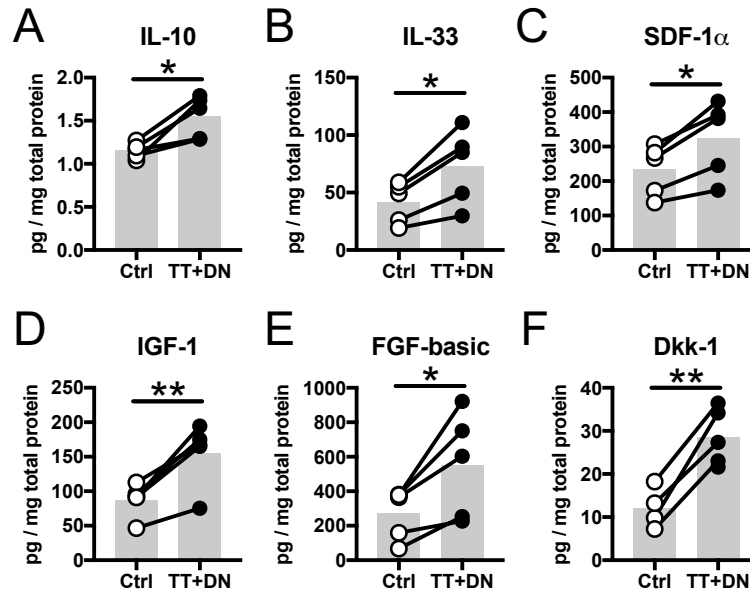 A
IL-10
*
pg / mg total protein
2.0
1.5
1.0
0.5
0.0
Ctrl TT+DN
B
IL-33
*
pg / mg total protein
150
100
50
0
Ctrl TT+DN
C
SDF-1α
*
pg / mg total protein
500
400
300
200
100
0
Ctrl TT+DN
D
IGF-1
**
pg / mg total protein
250
200
150
100
50
0
Ctrl TT+DN
E
FGF-basic
*
pg / mg total protein
1000
800
600
400
200
0
Ctrl TT+DN
F
Dkk-1
**
pg / mg total protein
40
30
20
10
0
Ctrl TT+DN